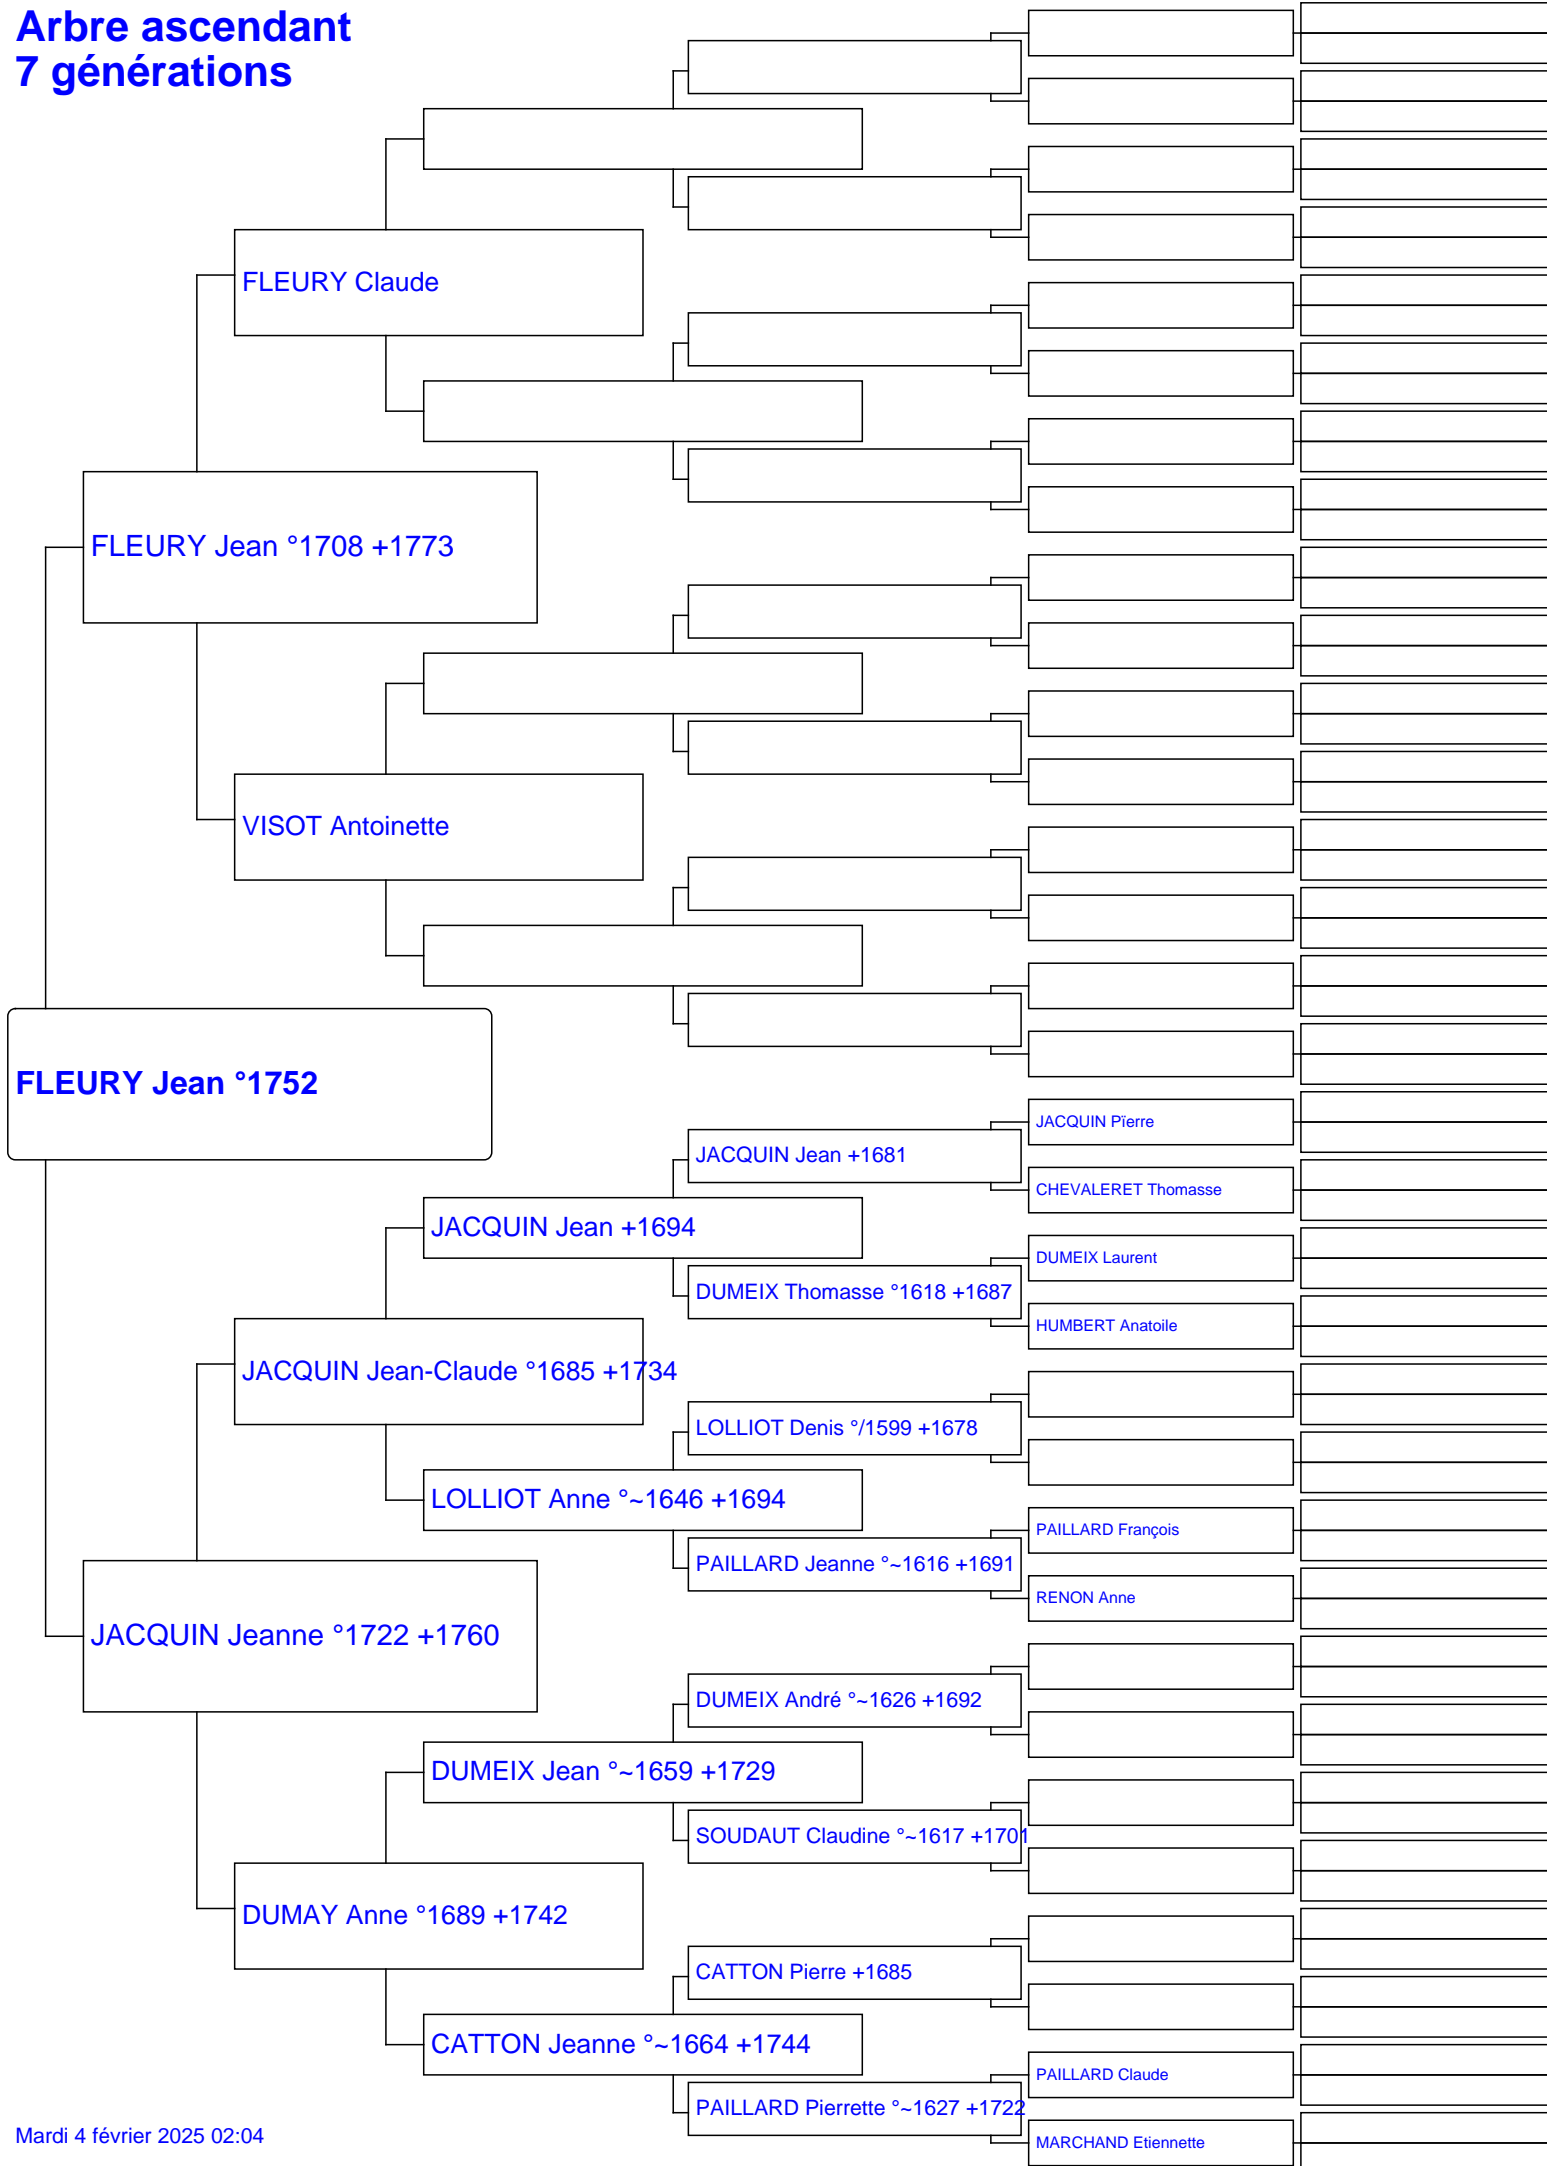 Arbre ascendant
7 générations
FLEURY Claude
FLEURY Jean °1708 +1773
VISOT Antoinette
FLEURY Jean °1752
JACQUIN Pïerre
JACQUIN Jean +1681
CHEVALERET Thomasse
JACQUIN Jean +1694
DUMEIX Laurent
DUMEIX Thomasse °1618 +1687
HUMBERT Anatoile
JACQUIN Jean-Claude °1685 +1734
LOLLIOT Denis °/1599 +1678
LOLLIOT Anne °~1646 +1694
PAILLARD François
PAILLARD Jeanne °~1616 +1691
RENON Anne
JACQUIN Jeanne °1722 +1760
DUMEIX André °~1626 +1692
DUMEIX Jean °~1659 +1729
SOUDAUT Claudine °~1617 +1701
DUMAY Anne °1689 +1742
CATTON Pierre +1685
CATTON Jeanne °~1664 +1744
PAILLARD Claude
PAILLARD Pierrette °~1627 +1722
MARCHAND Etiennette
Mardi 4 février 2025 02:04